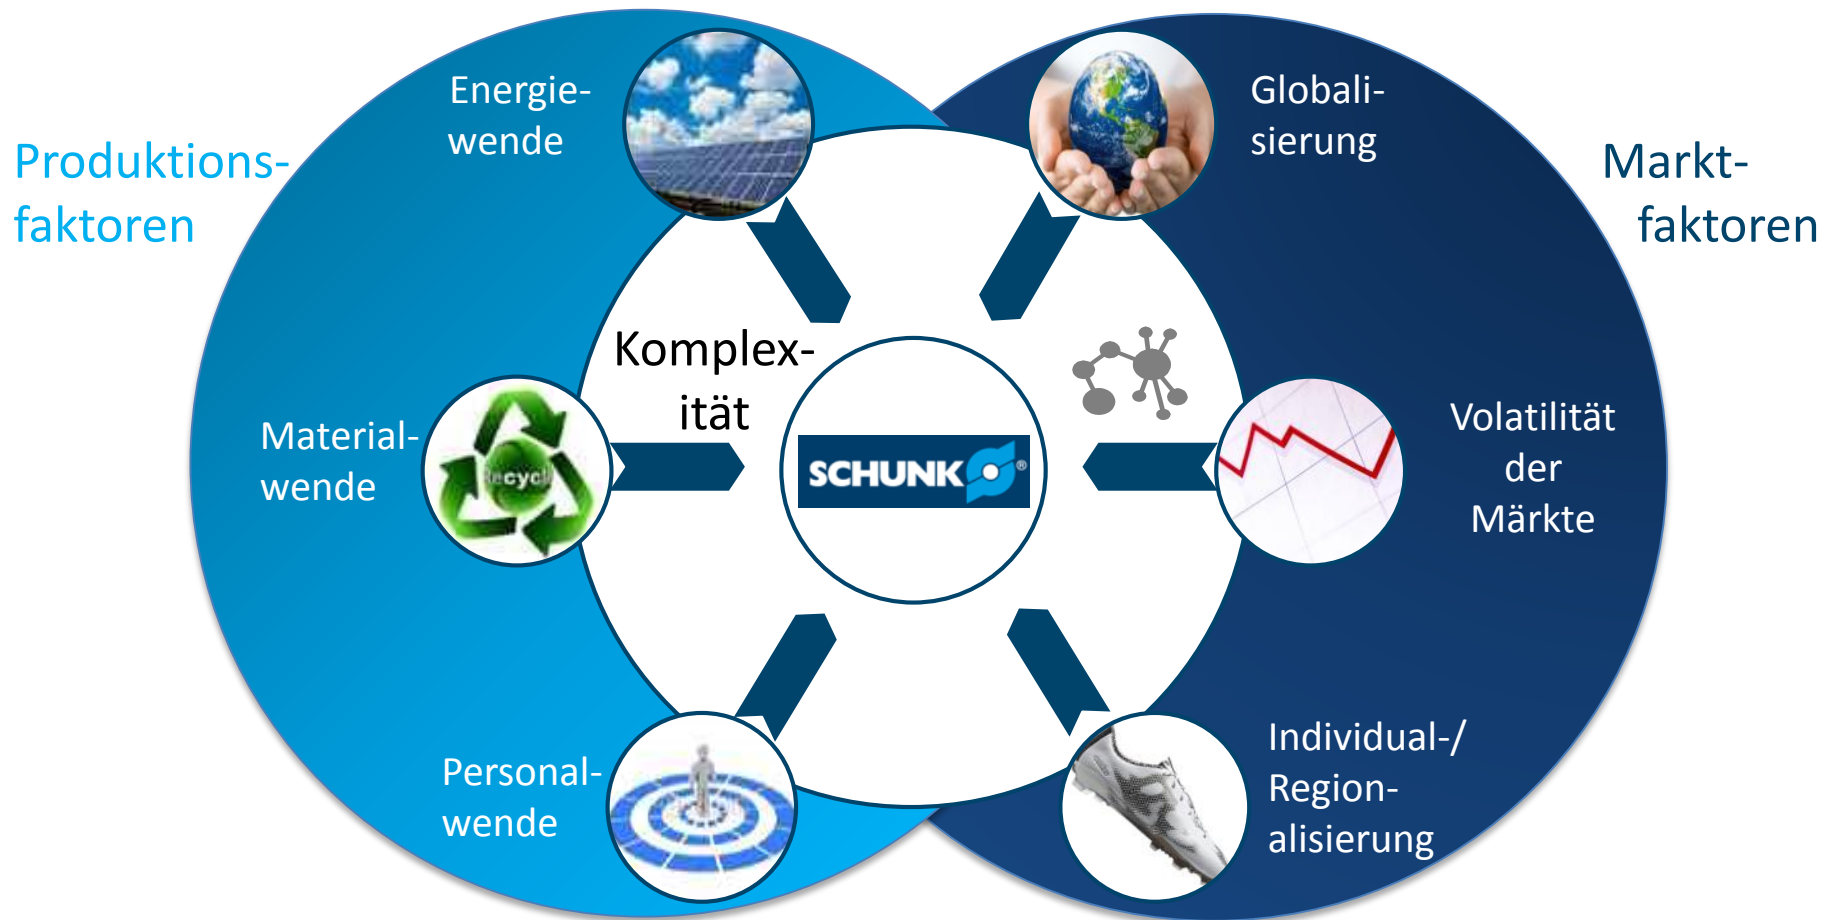 Produktions-
faktoren
Energie-
wende
Material-
wende
Personal-
wende
Komplex-
ität
SCHUNK®
Globali-
sierung
Volatilität
der
Märkte
Individual-/
Region-
alisierung
Markt-
faktoren